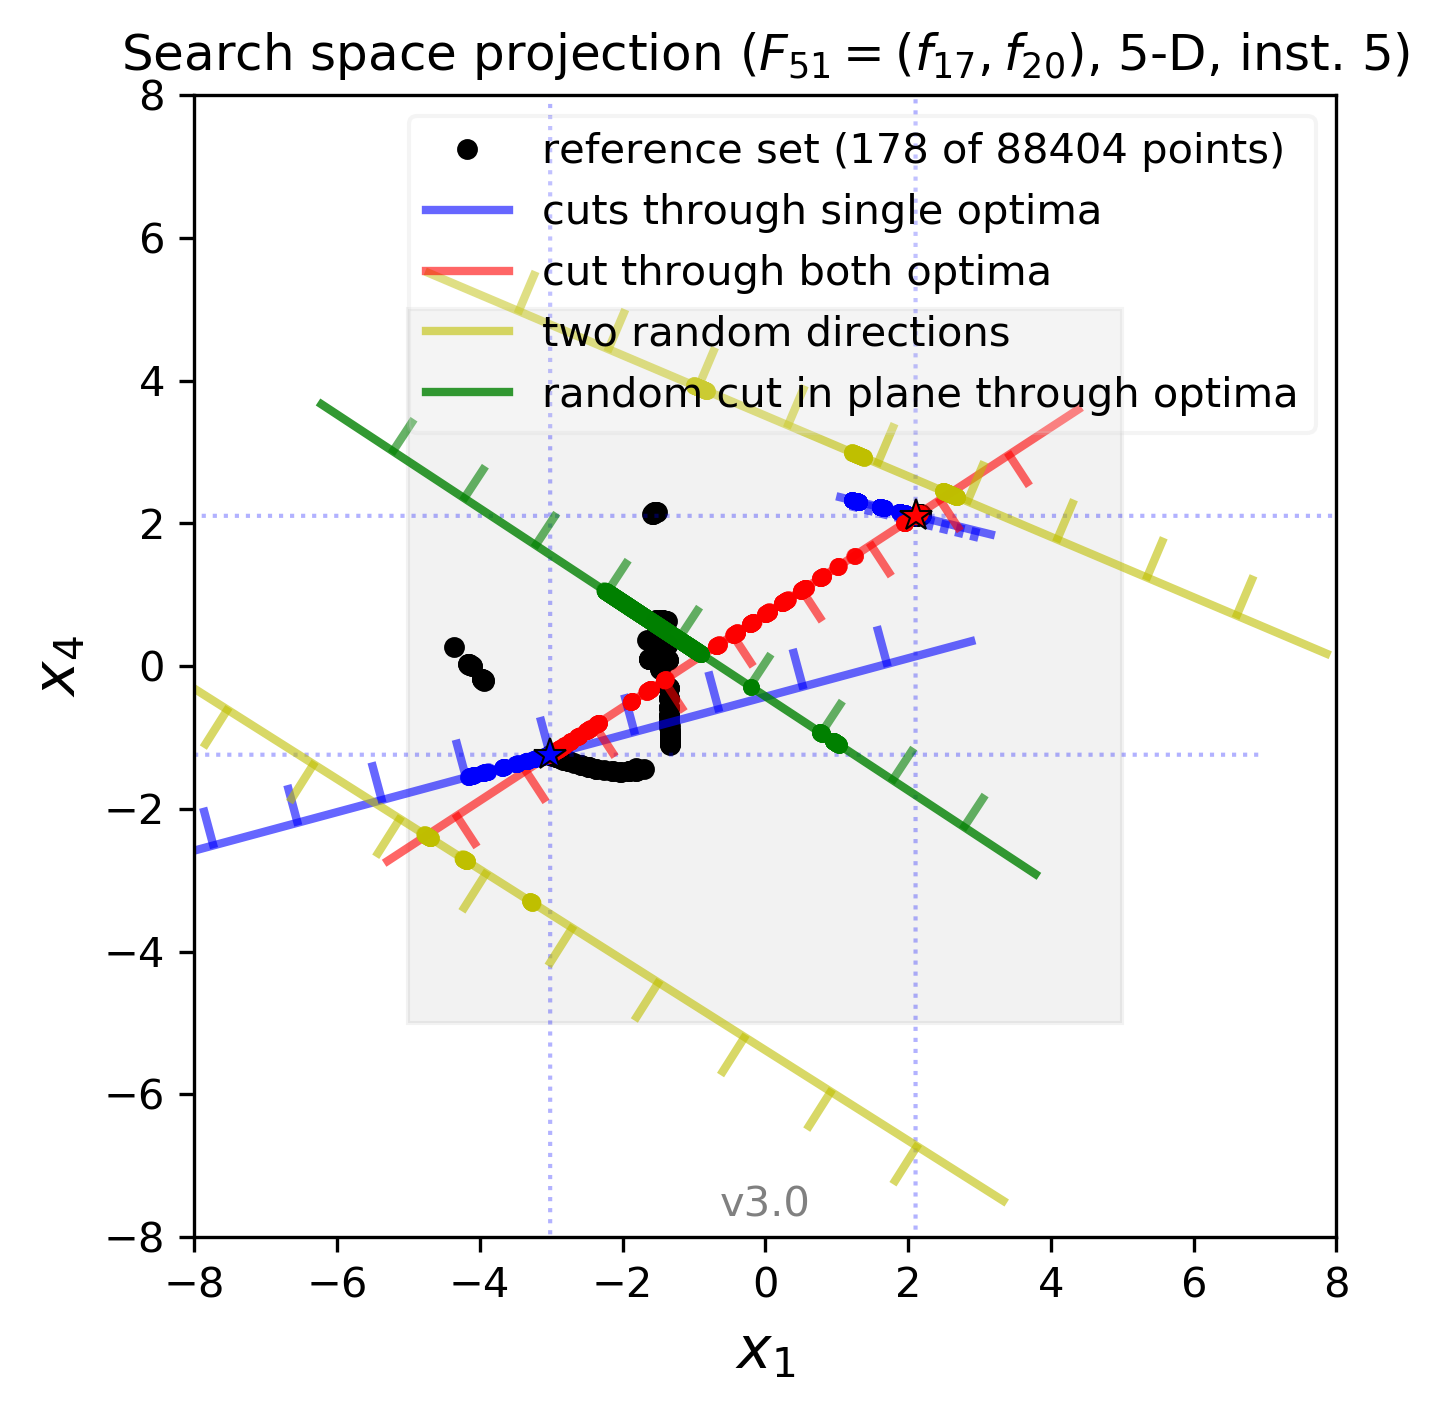 Search space projection (F₅₁ = (f₁₇, f₂₀), 5-D, inst. 5)
reference set (178 of 88404 points)
cuts through single optima
cut through both optima
two random directions
random cut in plane through optima
8
6
4
2
0
−2
−4
−6
−8
x₄
v3.0
−8 −6 −4 −2 0 2 4 6 8
x₁